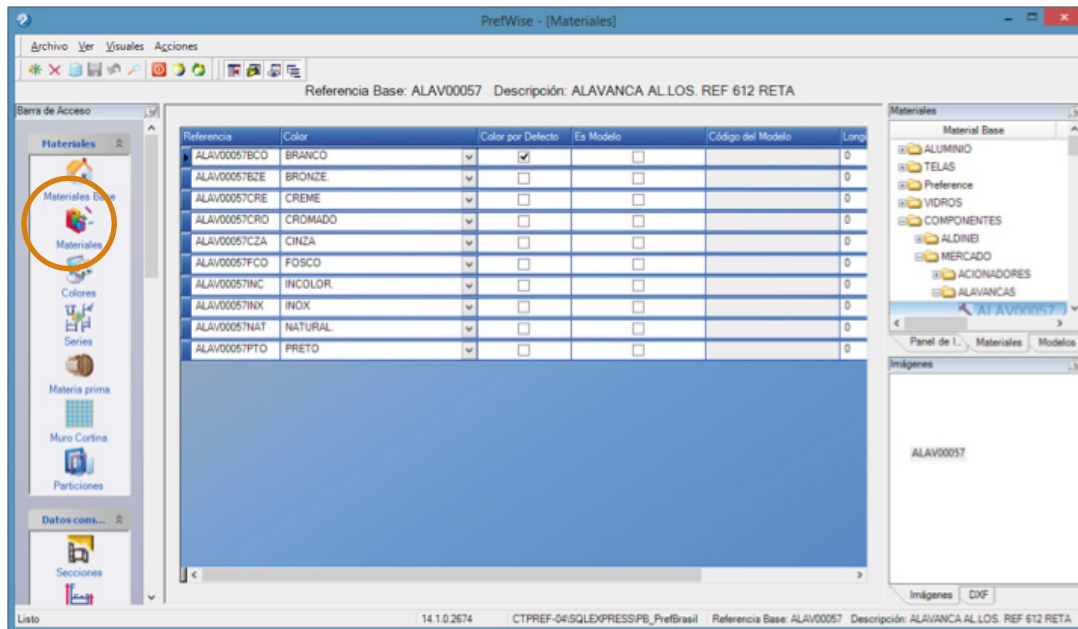 PrefWise - [Materiales]
Archivo Ver Visuales Acciones
Referencia Base: ALAV00057 Descripción: ALAVANCA AL.LOS. REF 612 RETA
Barra de Acceso
Materiales
Materiales Base
Materiales
Colores
Series
Materia prima
Muro Cortina
Particiones
Datos cons...
Secciones
Referencia Color Color por Defecto Es Modelo Código del Modelo Longi
ALAV00057BCO BRANCO 0
ALAV00057BZE BRONZE. 0
ALAV00057CRE CREME 0
ALAV00057CRO CROMADO 0
ALAV00057CZA CINZA 0
ALAV00057FCO FOSCO 0
ALAV00057INC INCOLOR. 0
ALAV00057INX INOX 0
ALAV00057NAT NATURAL. 0
ALAV00057PTO PRETO 0
Materiales
Material Base
ALUMINIO
TELAS
Preference
VIDROS
COMPONENTES
ALDINEI
MERCADO
ACIONADORES
ALAVANCAS
ALAV00057
Panel de I... Materiales Modelos
Imágenes
ALAV00057
Imágenes DXF
Listo 14.1.0.2674 CTPREF-04\SQLEXPRESS\PB_PrefBrasil Referencia Base: ALAV00057 Descripción: ALAVANCA AL.LOS. REF 612 RETA